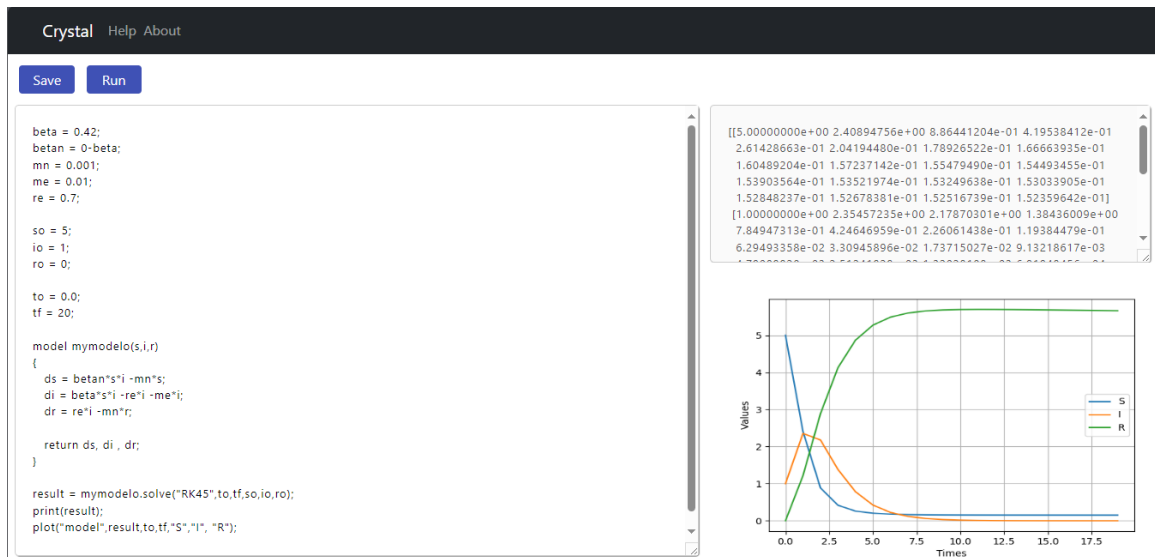 Crystal Help About
Save Run
beta = 0.42;
betan = 0-beta;
mn = 0.001;
me = 0.01;
re = 0.7;
so = 5;
io = 1;
ro = 0;
to = 0.0;
tf = 20;
model mymodelo(s,i,r)
{
ds = betan*s*i -mn*s;
di = beta*s*i -re*i -me*i;
dr = re*i -mn*r;
return ds, di , dr;
}
result = mymodelo.solve("RK45",to,tf,so,io,ro);
print(result);
plot("model",result,to,tf,"S","I", "R");
[[5.00000000e+00 2.40894756e+00 8.86441204e-01 4.19538412e-01
2.61428663e-01 2.04194480e-01 1.78926522e-01 1.66663935e-01
1.60489204e-01 1.57237142e-01 1.55479490e-01 1.54493455e-01
1.53903564e-01 1.53521974e-01 1.53249638e-01 1.53033905e-01
1.52848237e-01 1.52678381e-01 1.52516739e-01 1.52359642e-01]
[1.00000000e+00 2.35457235e+00 2.17870301e+00 1.38436009e+00
7.84947313e-01 4.24646959e-01 2.26061438e-01 1.19384479e-01
6.29493358e-02 3.30945896e-02 1.73715027e-02 9.13218617e-03
5
4
3
2
1
0
Values
S
I
R
0.0 2.5 5.0 7.5 10.0 12.5 15.0 17.5
Times